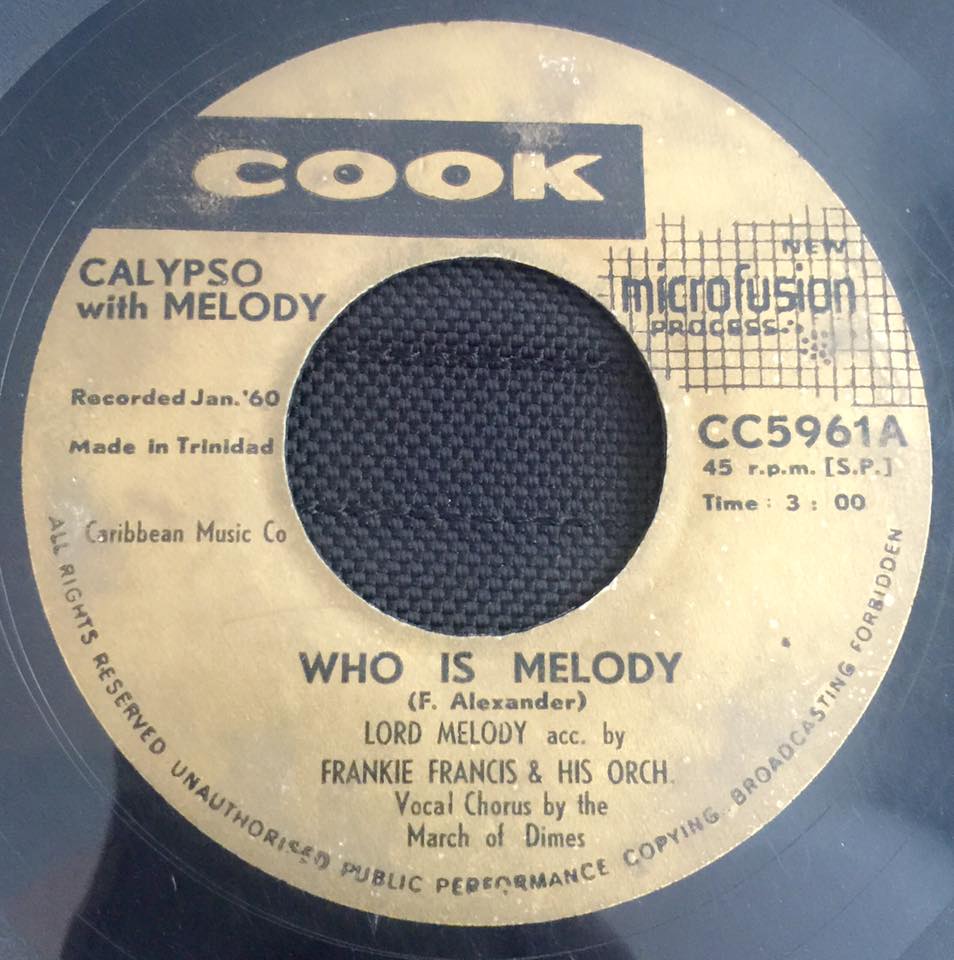 COOK
CALYPSO
with MELODY
NEW
microfusion
PROCESS
Recorded Jan.'60
Made in Trinidad
Caribbean Music Co
CC5961A
45 r.p.m. [S.P.]
Time : 3 : 00
WHO IS MELODY
(F. Alexander)
LORD MELODY acc. by
FRANKIE FRANCIS & HIS ORCH.
Vocal Chorus by the
March of Dimes
ALL RIGHTS RESERVED UNAUTHORISED PUBLIC PERFORMANCE COPYING BROADCASTING FORBIDDEN